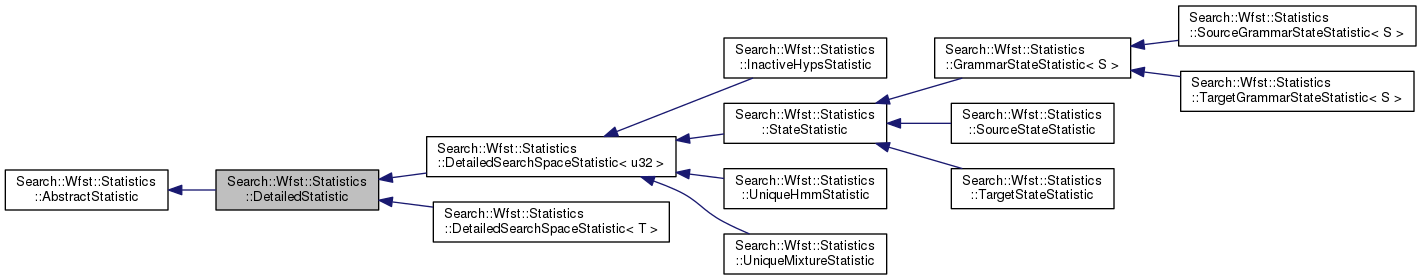 Search::Wfst::Statistics
::AbstractStatistic
Search::Wfst::Statistics
::DetailedStatistic
Search::Wfst::Statistics
::DetailedSearchSpaceStatistic< u32 >
Search::Wfst::Statistics
::DetailedSearchSpaceStatistic< T >
Search::Wfst::Statistics
::InactiveHypsStatistic
Search::Wfst::Statistics
::StateStatistic
Search::Wfst::Statistics
::UniqueHmmStatistic
Search::Wfst::Statistics
::UniqueMixtureStatistic
Search::Wfst::Statistics
::GrammarStateStatistic< S >
Search::Wfst::Statistics
::SourceStateStatistic
Search::Wfst::Statistics
::TargetStateStatistic
Search::Wfst::Statistics
::SourceGrammarStateStatistic< S >
Search::Wfst::Statistics
::TargetGrammarStateStatistic< S >